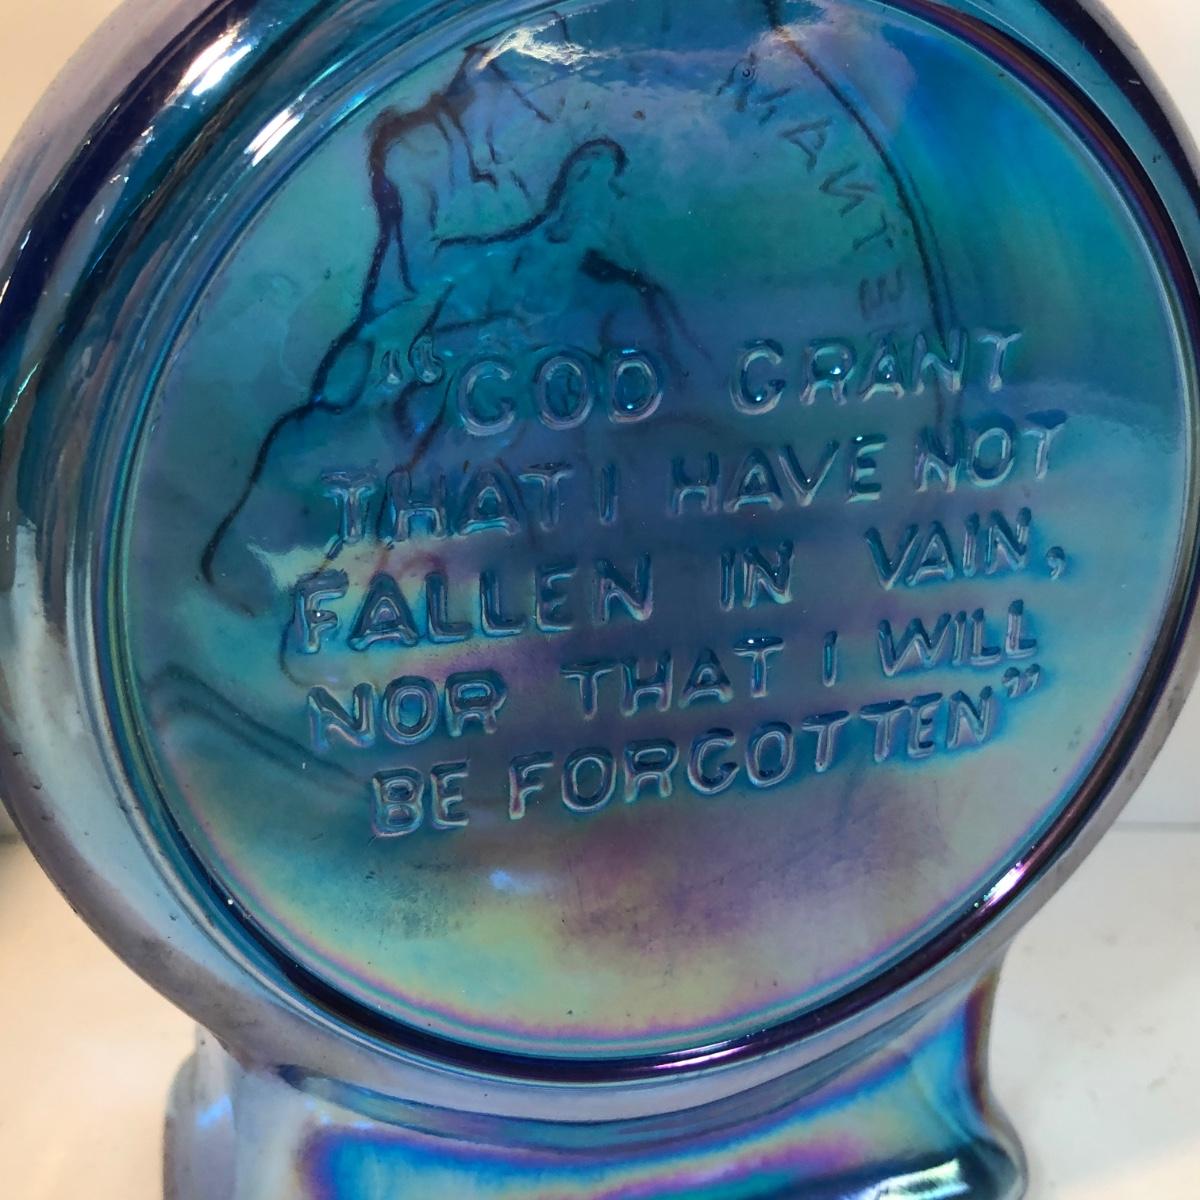 "GOD GRANT
THAT I HAVE NOT
FALLEN IN VAIN,
NOR THAT I WILL
BE FORGOTTEN"